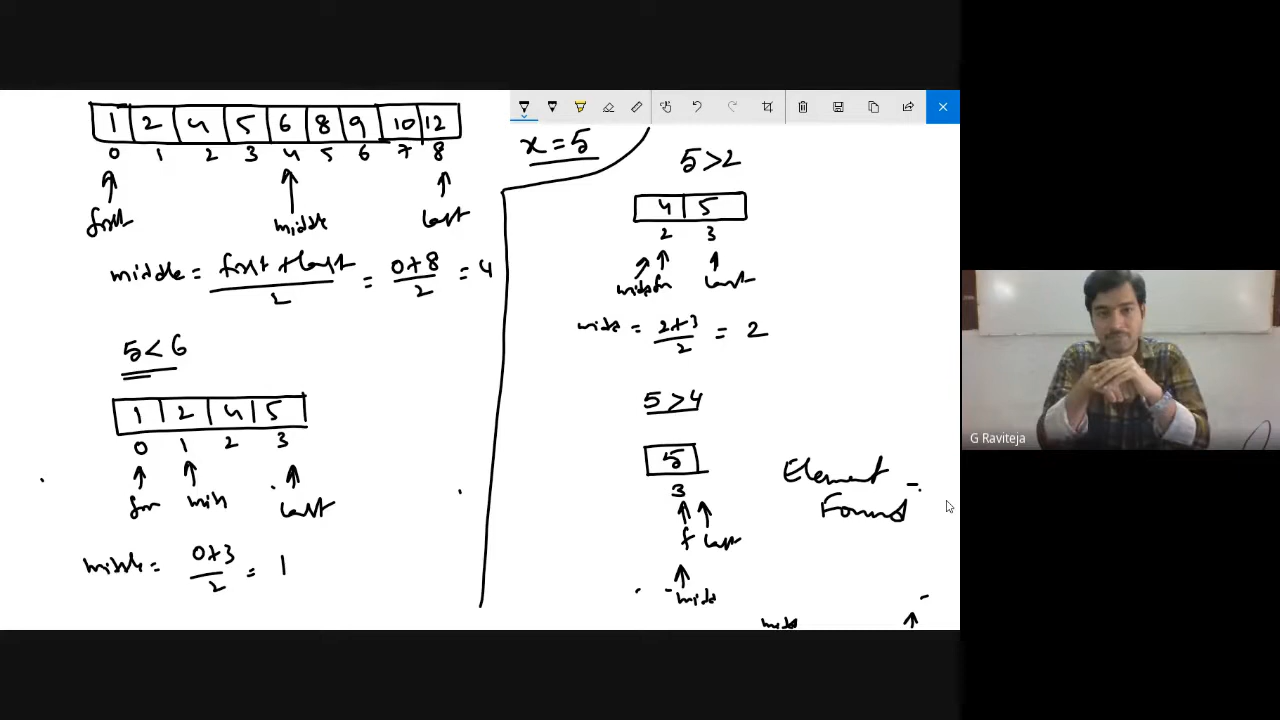 1 2 4 5 6 8 9 10 12
0 1 2 3 4 5 6 7 8
first middle last
middle = first + last / 2 = 0+8 / 2 = 4
5 < 6
1 2 4 5
0 1 2 3
last
middle = 0+3 / 2 = 1
x = 5
5 > 2
4 5
2 3
last
= 2+3 / 2 = 2
5 > 4
5
3
f last
Element
Found
G Raviteja